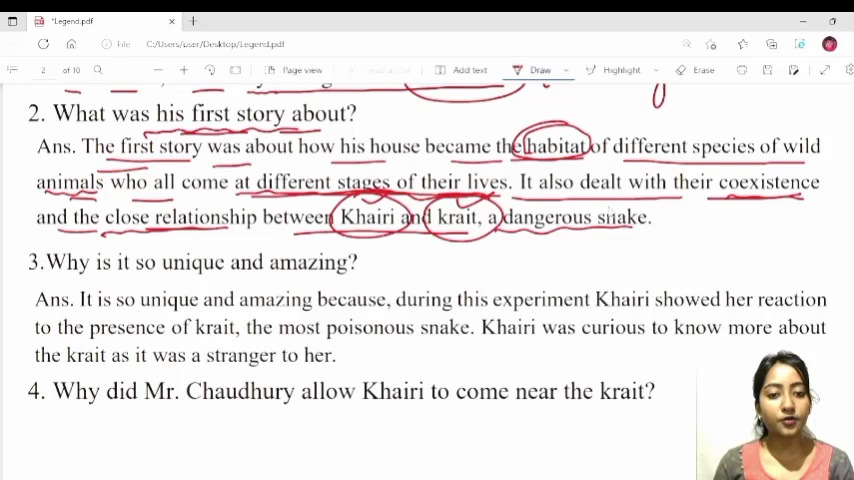 *Legend.pdf
File C:/Users/user/Desktop/Legend.pdf
2 of 10 Page view Add text Draw Highlight Erase
2. What was his first story about?
Ans. The first story was about how his house became the habitat of different species of wild
animals who all come at different stages of their lives. It also dealt with their coexistence
and the close relationship between Khairi and krait, a dangerous snake.
3.Why is it so unique and amazing?
Ans. It is so unique and amazing because, during this experiment Khairi showed her reaction
to the presence of krait, the most poisonous snake. Khairi was curious to know more about
the krait as it was a stranger to her.
4. Why did Mr. Chaudhury allow Khairi to come near the krait?